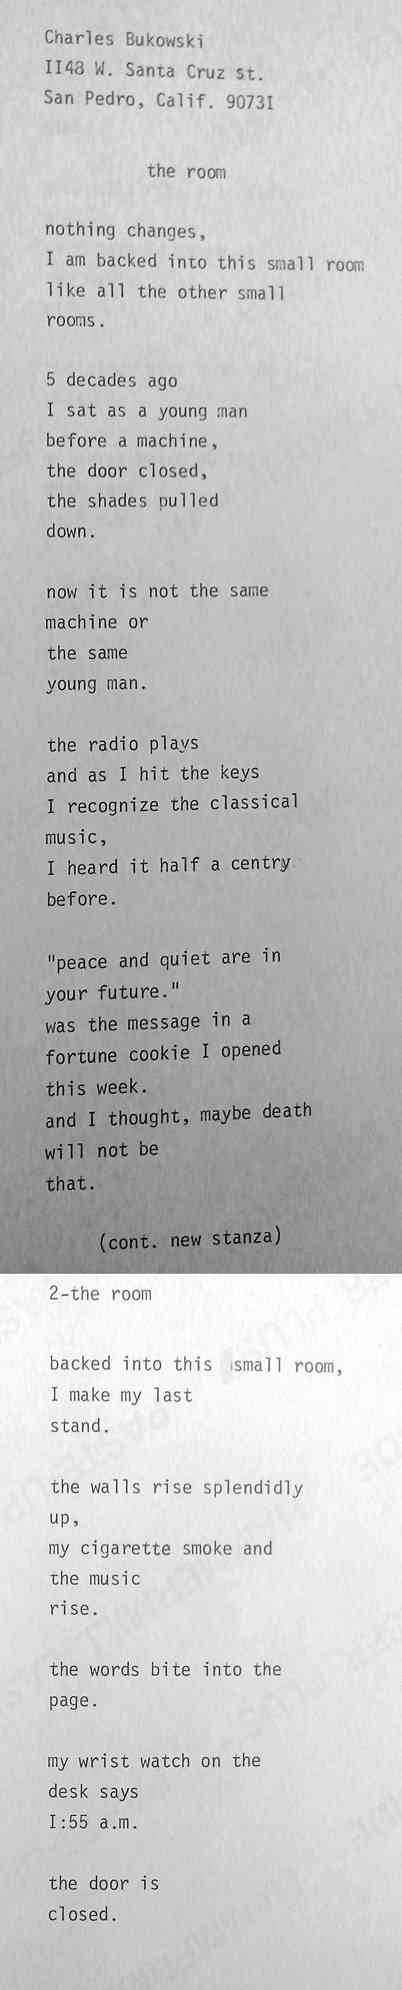 Charles Bukowski
II48 W. Santa Cruz st.
San Pedro, Calif. 9073I
the room
nothing changes,
I am backed into this small room
like all the other small
rooms.
5 decades ago
I sat as a young man
before a machine,
the door closed,
the shades pulled
down.
now it is not the same
machine or
the same
young man.
the radio plays
and as I hit the keys
I recognize the classical
music,
I heard it half a centry
before.
"peace and quiet are in
your future."
was the message in a
fortune cookie I opened
this week.
and I thought, maybe death
will not be
that.
(cont. new stanza)
2-the room
backed into this small room,
I make my last
stand.
the walls rise splendidly
up,
my cigarette smoke and
the music
rise.
the words bite into the
page.
my wrist watch on the
desk says
I:55 a.m.
the door is
closed.